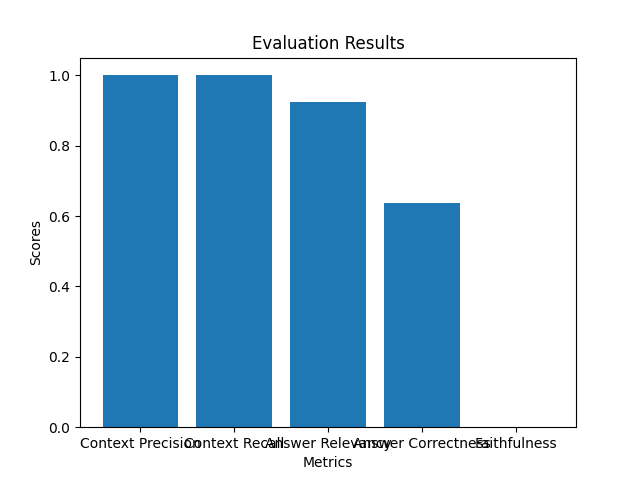 Evaluation Results
1.0
0.8
0.6
0.4
0.2
0.0
Scores
Context Precision Context Recall Answer Relevancy Answer Correctness Faithfulness
Metrics